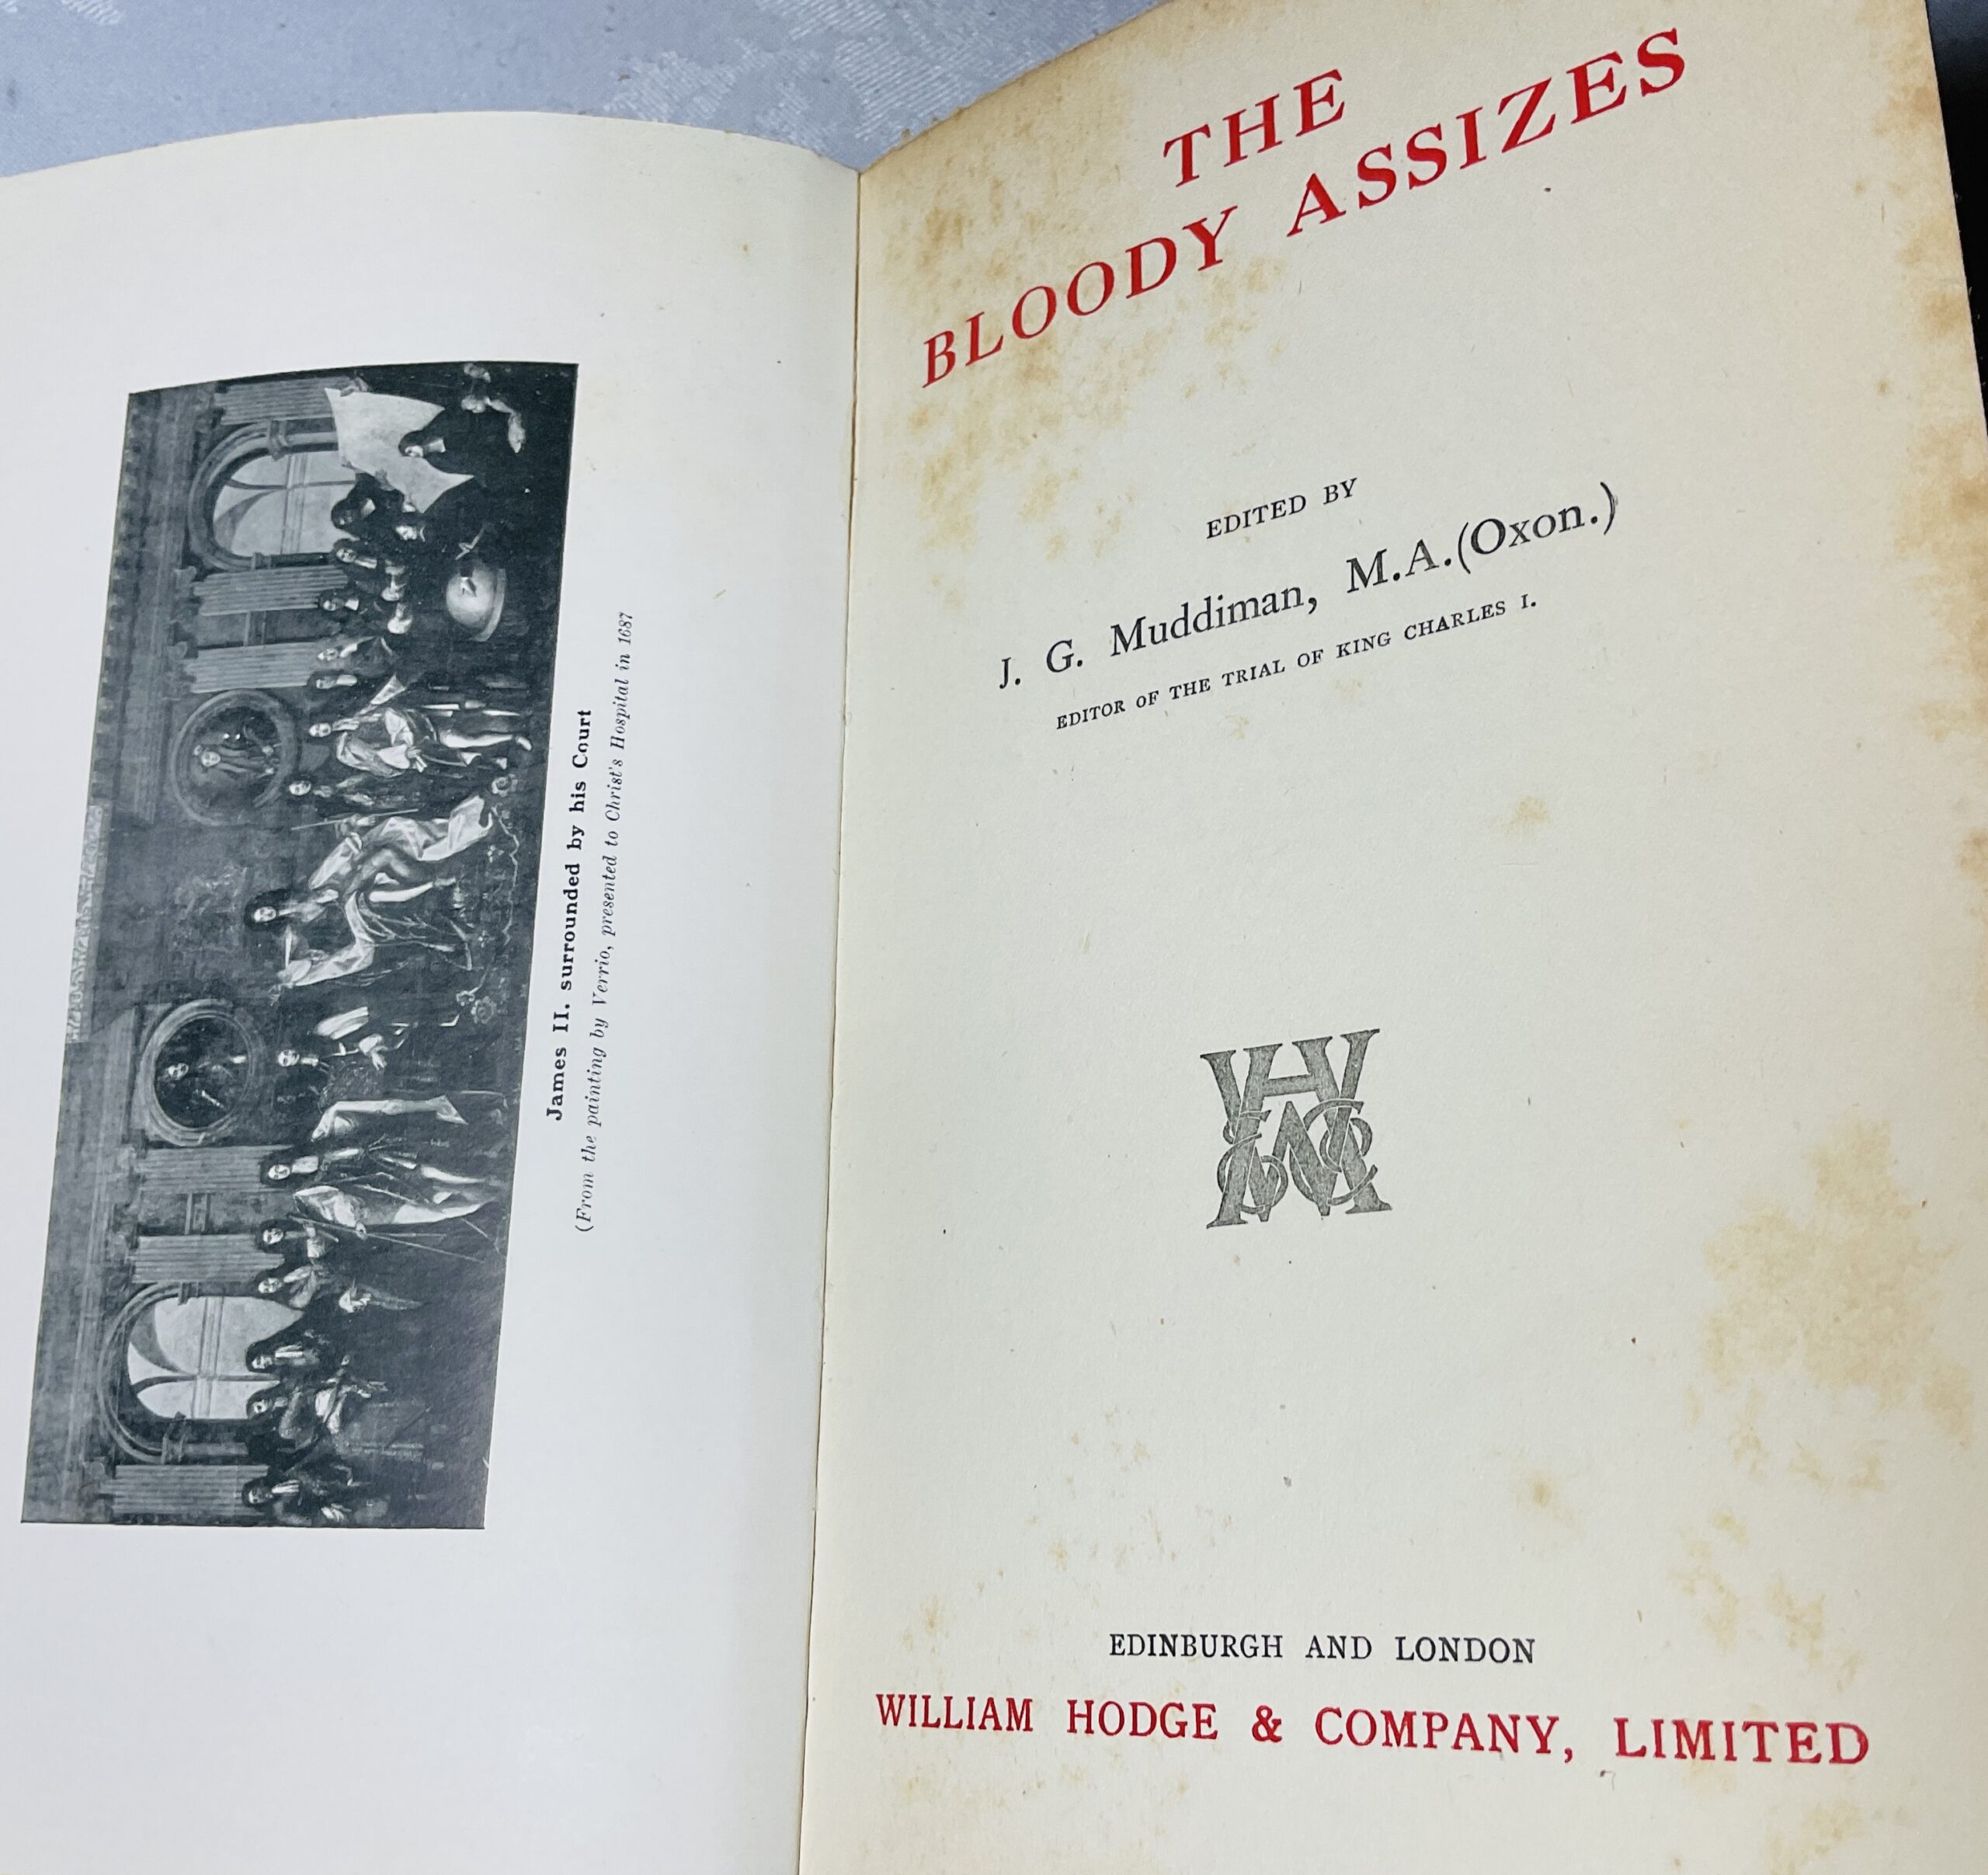 James II. surrounded by his Court
(From the painting by Verrio, presented to Christ's Hospital in 1687
THE
BLOODY ASSIZES
EDITED BY
J. G. Muddiman, M.A.(Oxon.)
EDITOR OF THE TRIAL OF KING CHARLES I.
EDINBURGH AND LONDON
WILLIAM HODGE & COMPANY, LIMITED